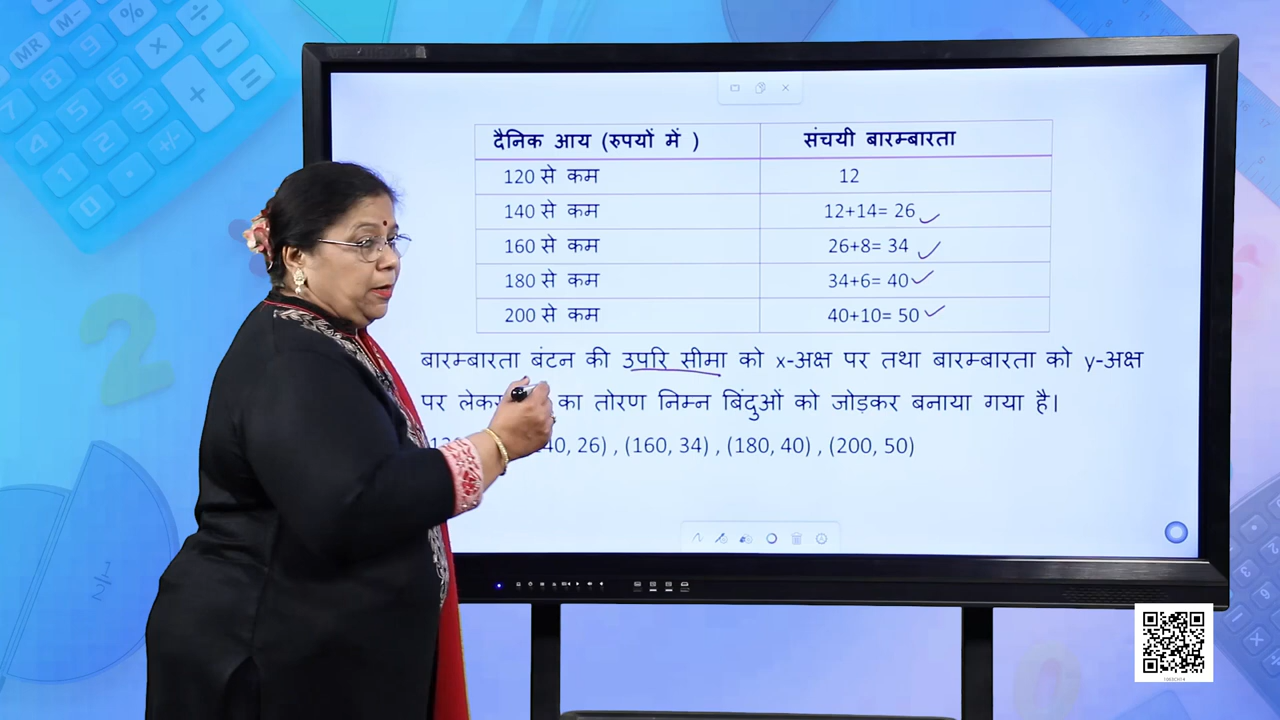 दैनिक आय (रुपयों में ) संचयी बारम्बारता
120 से कम 12
140 से कम 12+14= 26
160 से कम 26+8= 34
180 से कम 34+6= 40
200 से कम 40+10= 50
बारम्बारता बंटन की उपरि सीमा को x-अक्ष पर तथा बारम्बारता को y-अक्ष
पर का तोरण निम्न बिंदुओं को जोड़कर बनाया गया है।
40, 26) , (160, 34) , (180, 40) , (200, 50)